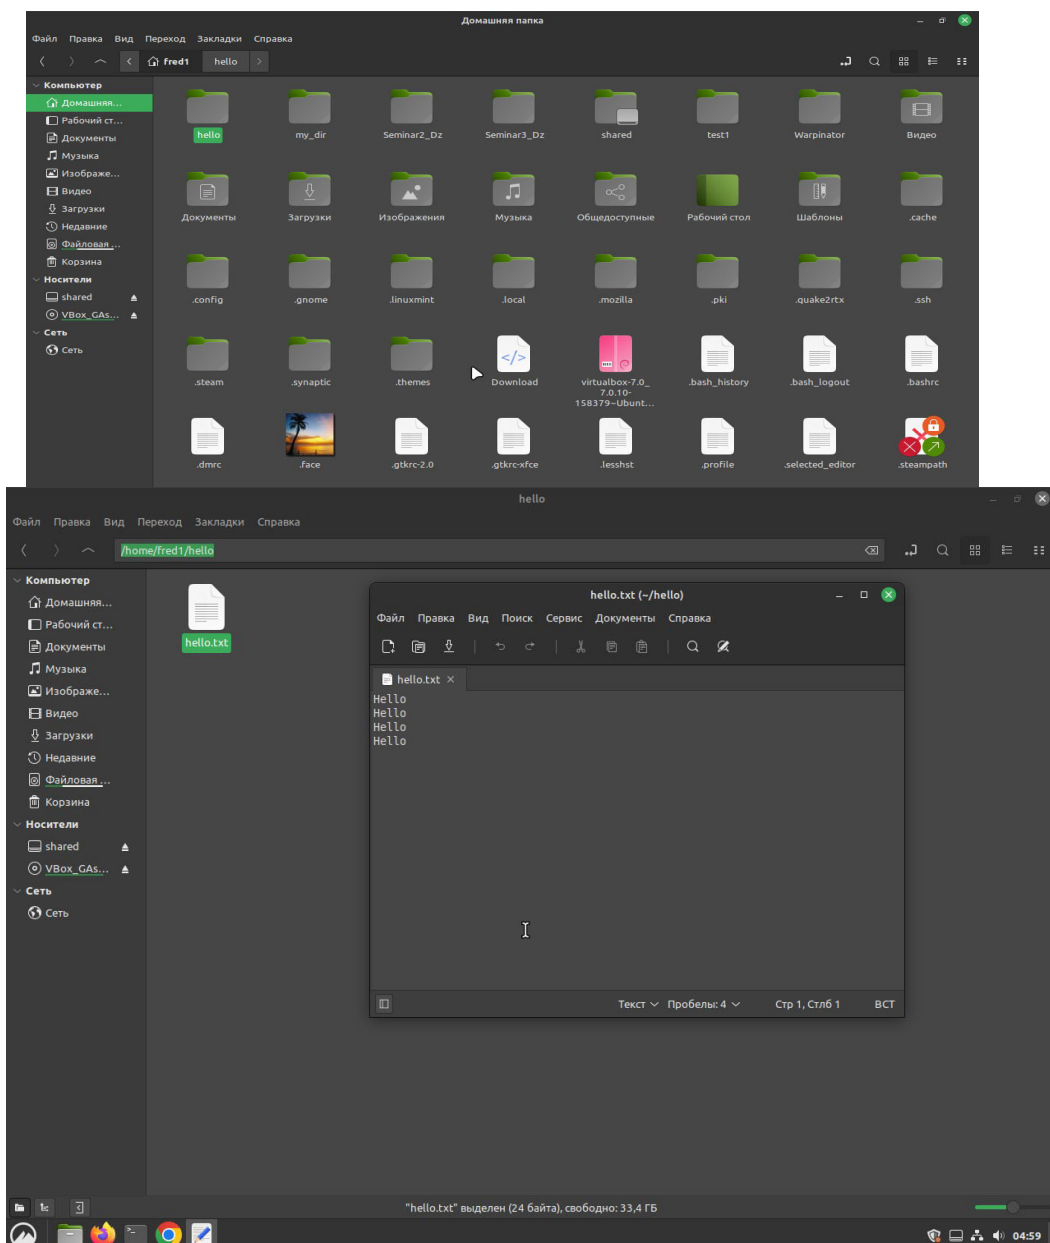 Домашняя папка
Файл Правка Вид Переход Закладки Справка
fred1 hello
Компьютер
Домашняя...
Рабочий ст...
Документы
Музыка
Изображе...
Видео
Загрузки
Недавние
Файловая ...
Корзина
Носители
shared
VBox_GAs...
Сеть
Сеть
hello my_dir Seminar2_Dz Seminar3_Dz shared test1 Warpinator Видео
Документы Загрузки Изображения Музыка Общедоступные Рабочий стол Шаблоны .cache
.config .gnome .linuxmint .local .mozilla .pki .quake2rtx .ssh
.steam .synaptic .themes Download virtualbox-7.0_ .bash_history .bash_logout .bashrc
7.0.10-
158379~Ubunt...
.dmrc .face .gtkrc-2.0 .gtkrc-xfce .lesshst .profile .selected_editor .steampath
hello
Файл Правка Вид Переход Закладки Справка
/home/fred1/hello
Компьютер
Домашняя...
Рабочий ст...
Документы
Музыка
Изображе...
Видео
Загрузки
Недавние
Файловая ...
Корзина
Носители
shared
VBox_GAs...
Сеть
Сеть
hello.txt
hello.txt (~/hello)
Файл Правка Вид Поиск Сервис Документы Справка
hello.txt
Hello
Hello
Hello
Hello
Текст Пробелы: 4 Стр 1, Стлб 1 ВСТ
"hello.txt" выделен (24 байта), свободно: 33,4 ГБ
04:59